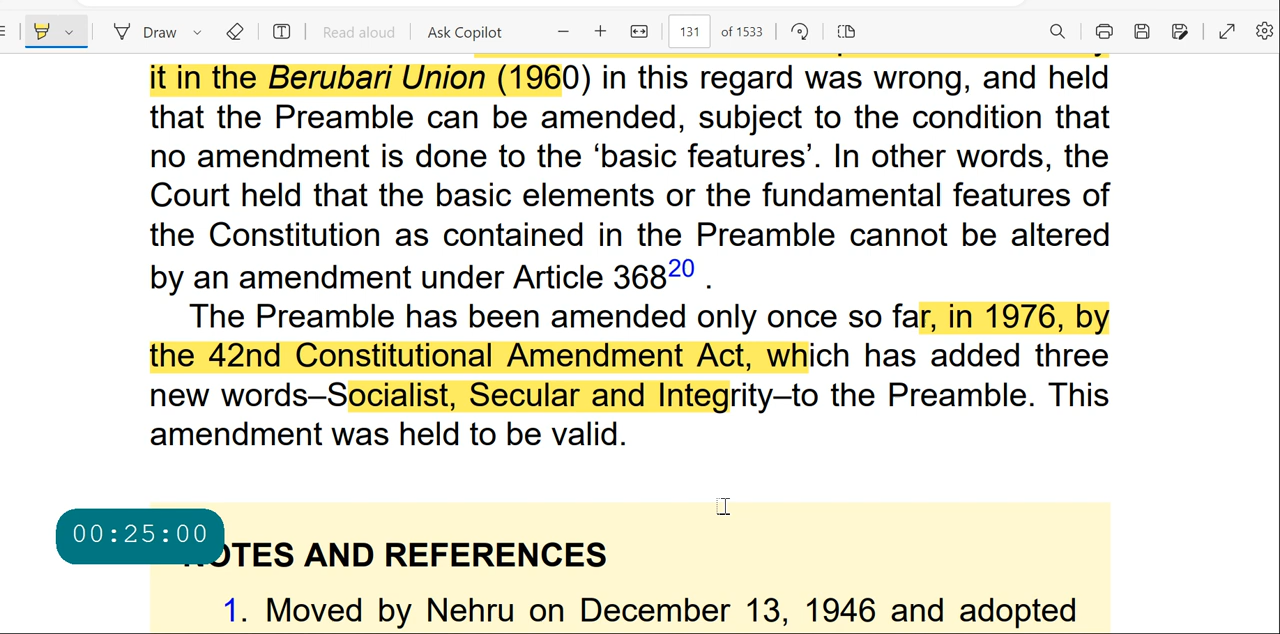 Draw
Read aloud
Ask Copilot
131 of 1533
it in the Berubari Union (1960) in this regard was wrong, and held
that the Preamble can be amended, subject to the condition that
no amendment is done to the ‘basic features’. In other words, the
Court held that the basic elements or the fundamental features of
the Constitution as contained in the Preamble cannot be altered
by an amendment under Article 36820 .
The Preamble has been amended only once so far, in 1976, by
the 42nd Constitutional Amendment Act, which has added three
new words–Socialist, Secular and Integrity–to the Preamble. This
amendment was held to be valid.
00:25:00
NOTES AND REFERENCES
1. Moved by Nehru on December 13, 1946 and adopted